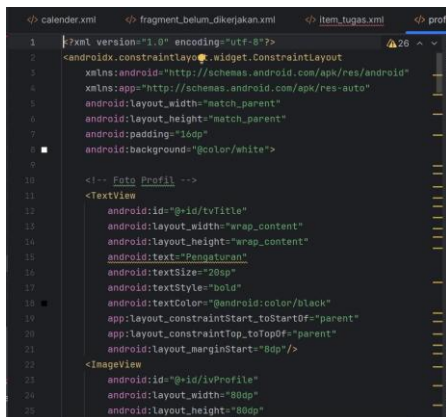 calender.xml fragment_belum_dikerjakan.xml item_tugas.xml prof
1 <?xml version="1.0" encoding="utf-8"?> 26
2 <androidx.constraintlayout.widget.ConstraintLayout
3 xmlns:android="http://schemas.android.com/apk/res/android"
4 xmlns:app="http://schemas.android.com/apk/res-auto"
5 android:layout_width="match_parent"
6 android:layout_height="match_parent"
7 android:padding="16dp"
8 android:background="@color/white">
9
10 <!-- Foto Profil -->
11 <TextView
12 android:id="@+id/tvTitle"
13 android:layout_width="wrap_content"
14 android:layout_height="wrap_content"
15 android:text="Pengaturan"
16 android:textSize="20sp"
17 android:textStyle="bold"
18 android:textColor="@android:color/black"
19 app:layout_constraintStart_toStartOf="parent"
20 app:layout_constraintTop_toTopOf="parent"
21 android:layout_marginStart="8dp"/>
22 <ImageView
23 android:id="@+id/ivProfile"
24 android:layout_width="80dp"
25 android:layout_height="80dp"